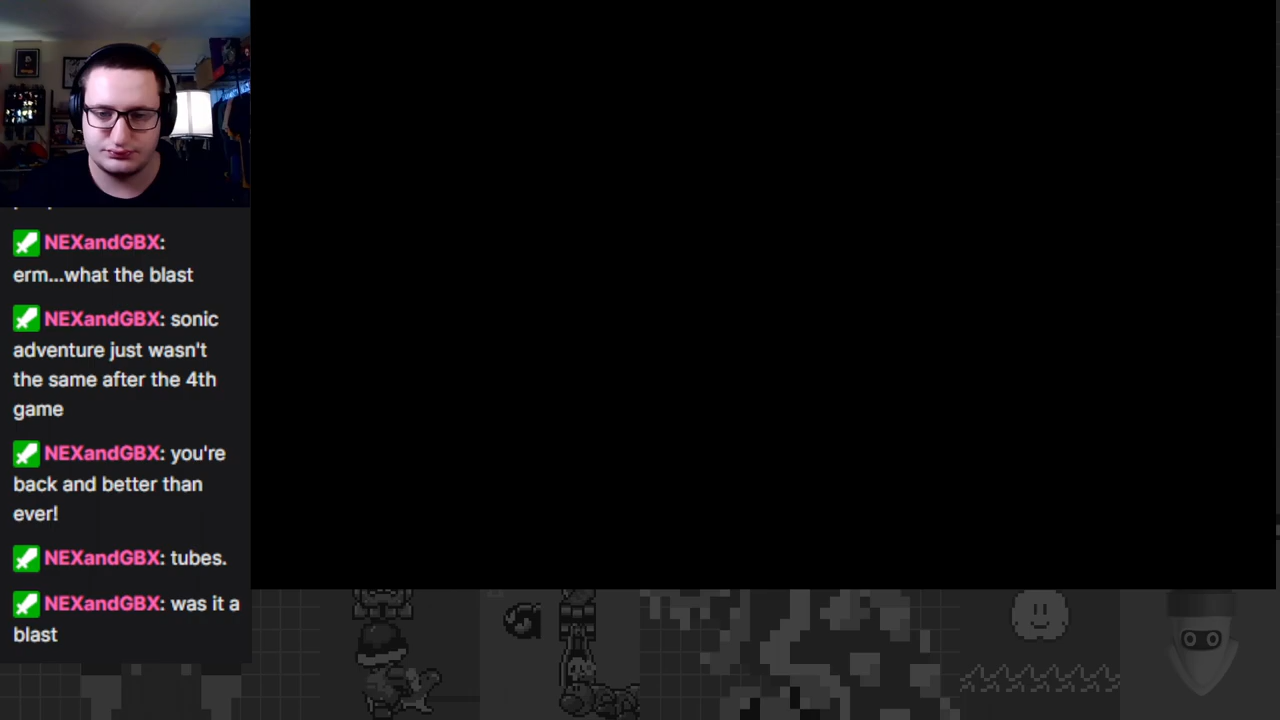 NEXandGBX:
erm...what the blast
NEXandGBX: sonic
adventure just wasn't
the same after the 4th
game
NEXandGBX: you're
back and better than
ever!
NEXandGBX: tubes.
NEXandGBX: was it a
blast